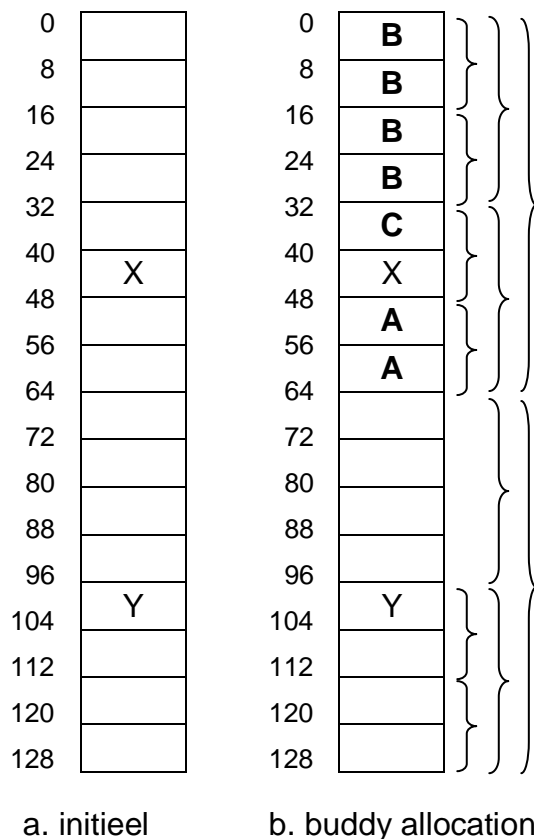 0 0 B
8 8 B
16 16 B
24 24 B
32 32 C
40 X 40 X
48 48 A
56 56 A
64 64
72 72
80 80
88 88
96 Y 96 Y
104 104
112 112
120 120
128 128
a. initieel b. buddy allocation